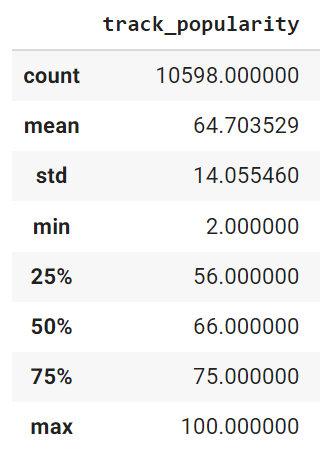 track_popularity
count 10598.000000
mean 64.703529
std 14.055460
min 2.000000
25% 56.000000
50% 66.000000
75% 75.000000
max 100.000000